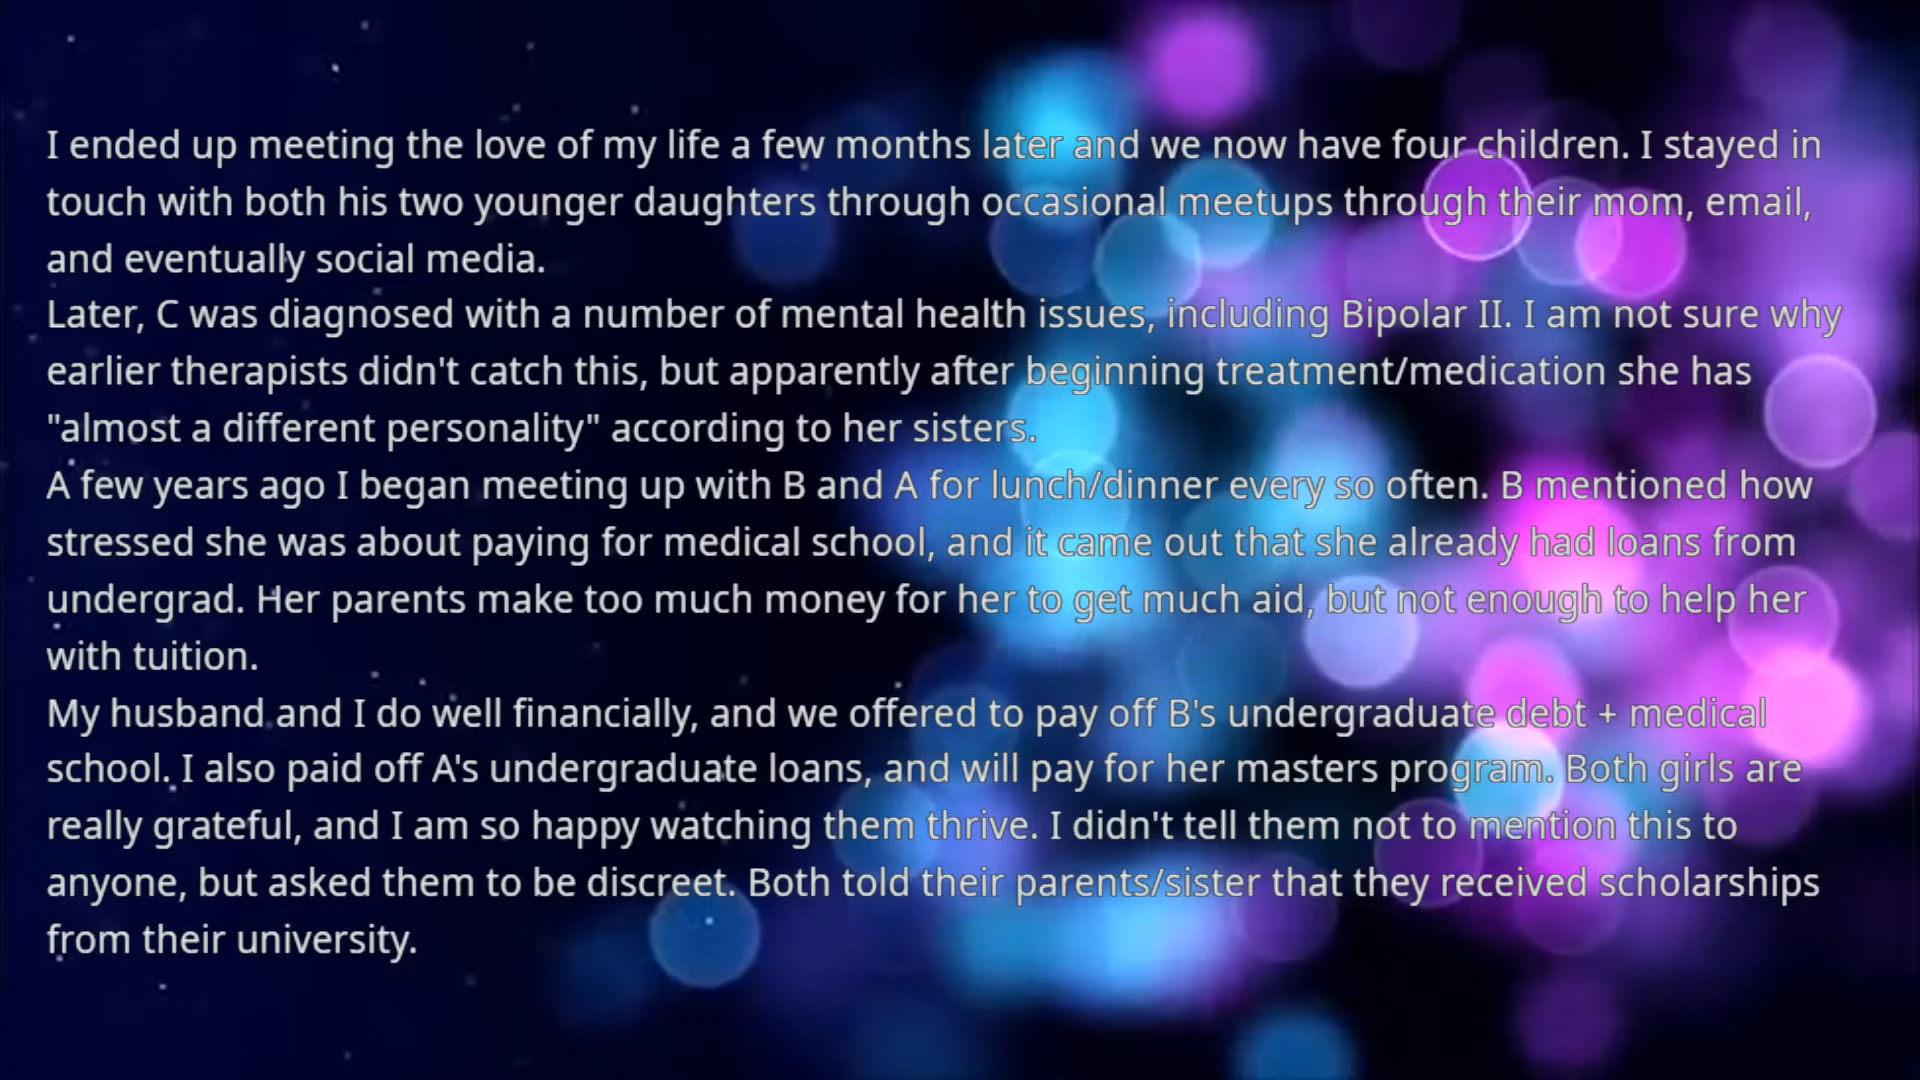 I ended up meeting the love of my life a few months later and we now have four children. I stayed in
touch with both his two younger daughters through occasional meetups through their mom, email,
and eventually social media.
Later, C was diagnosed with a number of mental health issues, including Bipolar II. I am not sure why
earlier therapists didn't catch this, but apparently after beginning treatment/medication she has
"almost a different personality" according to her sisters.
A few years ago I began meeting up with B and A for lunch/dinner every so often. B mentioned how
stressed she was about paying for medical school, and it came out that she already had loans from
undergrad. Her parents make too much money for her to get much aid, but not enough to help her
with tuition.
My husband and I do well financially, and we offered to pay off B's undergraduate debt + medical
school. I also paid off A's undergraduate loans, and will pay for her masters program. Both girls are
really grateful, and I am so happy watching them thrive. I didn't tell them not to mention this to
anyone, but asked them to be discreet. Both told their parents/sister that they received scholarships
from their university.